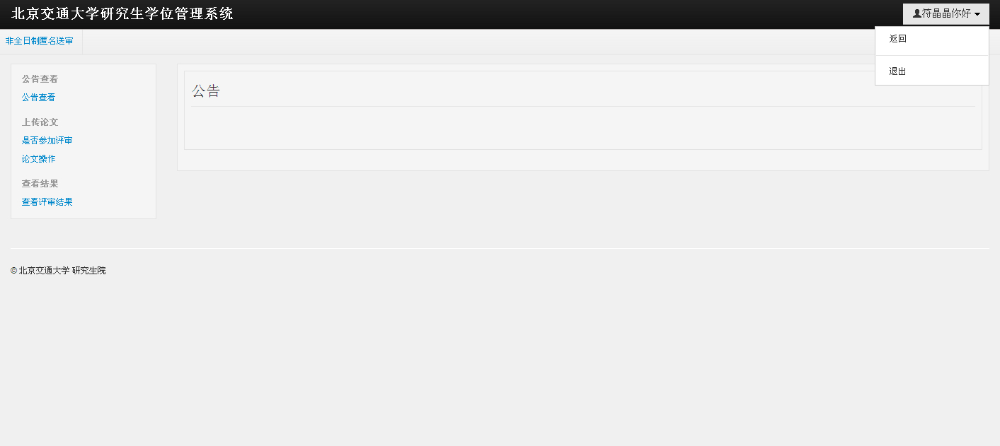 北京交通大学研究生学位管理系统
符晶晶你好
非全日制匿名送审
返回
退出
公告查看
公告查看
上传论文
是否参加评审
论文操作
查看结果
查看评审结果
公告
© 北京交通大学 研究生院